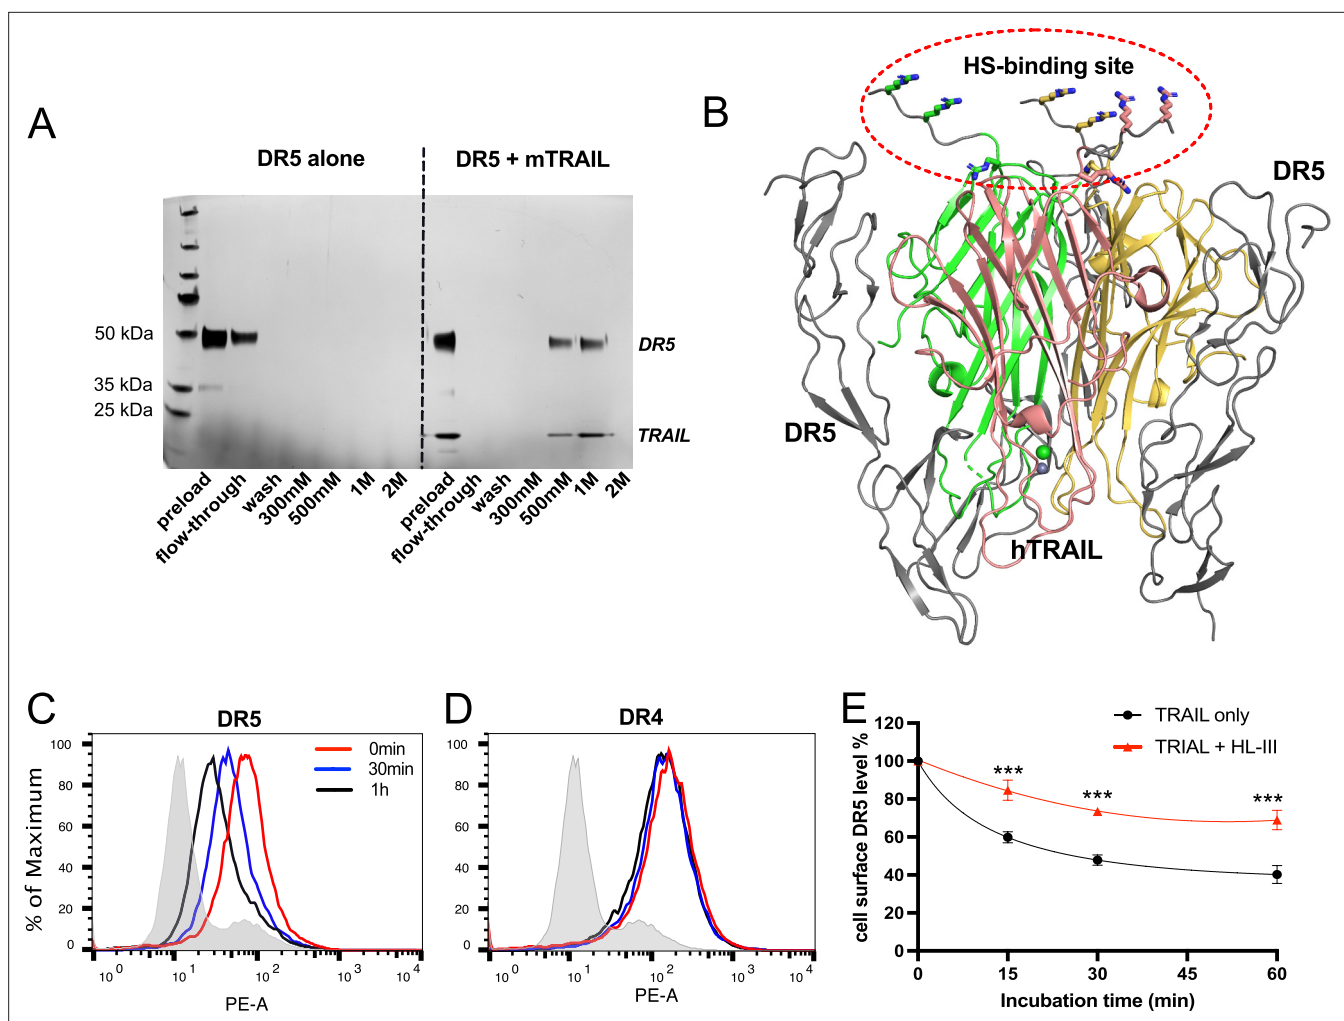 A
DR5 alone
DR5 + mTRAIL
50 kDa
35 kDa
25 kDa
DR5
TRAIL
preload
flow-through
wash
300mM
500mM
1M
2M
preload
flow-through
wash
300mM
500mM
1M
2M
B
HS-binding site
DR5
DR5
hTRAIL
C
DR5
0min
30min
1h
% of Maximum
100
80
60
40
20
0
10^0 10^1 10^2 10^3 10^4
PE-A
D
DR4
100
80
60
40
20
0
10^0 10^1 10^2 10^3 10^4
PE-A
E
TRAIL only
TRIAL + HL-III
cell surface DR5 level %
120
100
80
60
40
20
0
*** *** ***
0 15 30 45 60
Incubation time (min)